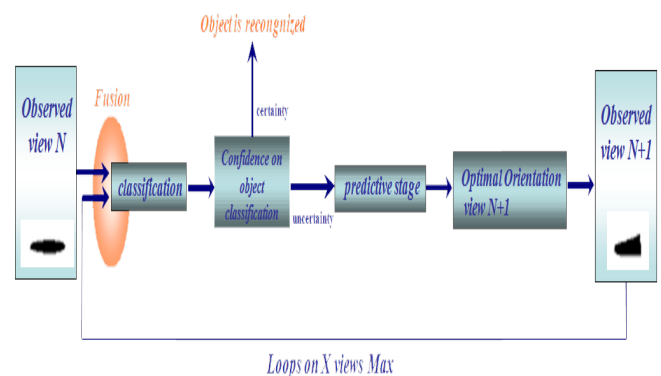 Object is recongnized
Fusion
Observed
view N
certainty
classification
Confidence on
object
classification
uncertainty
predictive stage
Optimal Orientation
view N+1
Observed
view N+1
Loops on X views Max